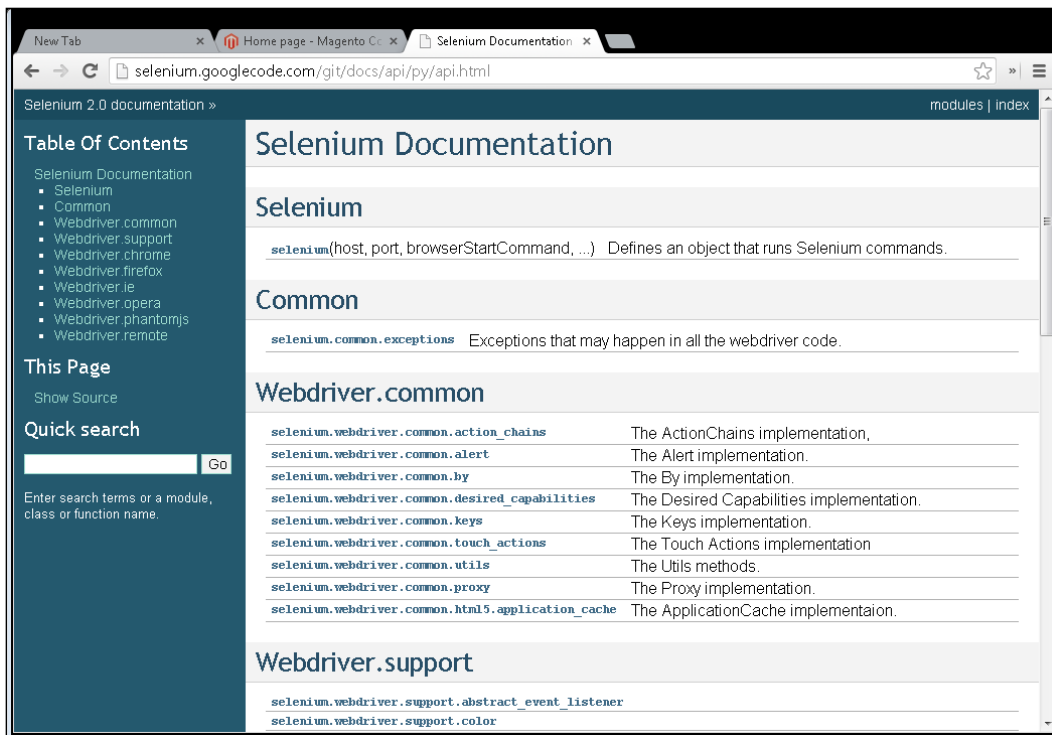 New Tab
Home page - Magento Co
Selenium Documentation
selenium.googlecode.com/git/docs/api/py/api.html
Selenium 2.0 documentation »
modules | index
Table Of Contents
Selenium Documentation
Selenium
Common
Webdriver.common
Webdriver.support
Webdriver.chrome
Webdriver.firefox
Webdriver.ie
Webdriver.opera
Webdriver.phantomjs
Webdriver.remote
This Page
Show Source
Quick search
Go
Enter search terms or a module,
class or function name.
Selenium Documentation
Selenium
selenium(host, port, browserStartCommand, ...) Defines an object that runs Selenium commands.
Common
selenium.common.exceptions Exceptions that may happen in all the webdriver code.
Webdriver.common
selenium.webdriver.common.action_chains The ActionChains implementation,
selenium.webdriver.common.alert The Alert implementation.
selenium.webdriver.common.by The By implementation.
selenium.webdriver.common.desired_capabilities The Desired Capabilities implementation.
selenium.webdriver.common.keys The Keys implementation.
selenium.webdriver.common.touch_actions The Touch Actions implementation
selenium.webdriver.common.utils The Utils methods.
selenium.webdriver.common.proxy The Proxy implementation.
selenium.webdriver.common.html5.application_cache The ApplicationCache implementaion.
Webdriver.support
selenium.webdriver.support.abstract_event_listener
selenium.webdriver.support.color